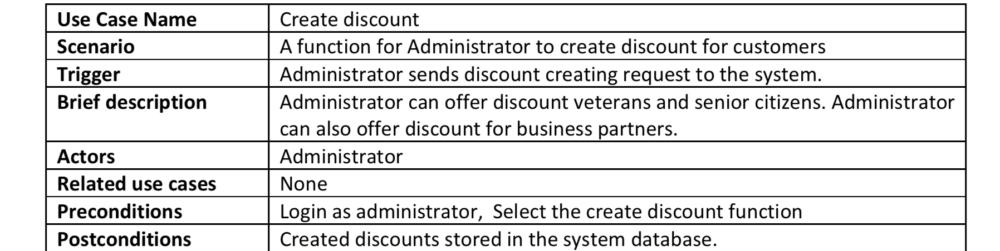 Use Case Name Create discount
Scenario A function for Administrator to create discount for customers
Trigger Administrator sends discount creating request to the system.
Brief description Administrator can offer discount veterans and senior citizens. Administrator
can also offer discount for business partners.
Actors Administrator
Related use cases None
Preconditions Login as administrator,  Select the create discount function
Postconditions Created discounts stored in the system database.